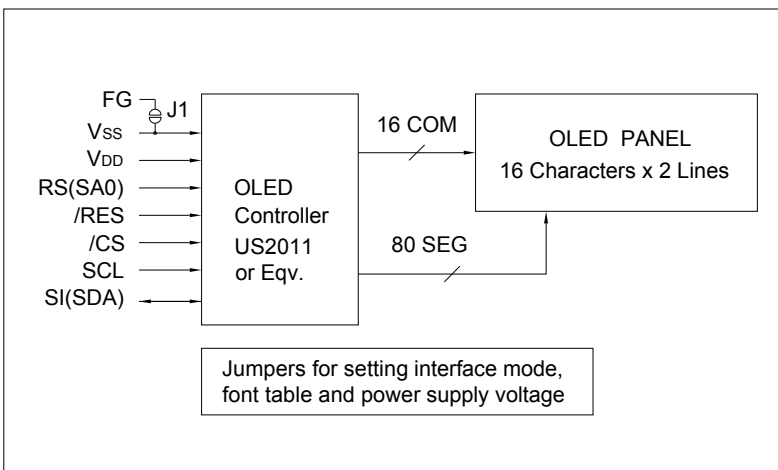 FG
J1
VSS
VDD
RS(SA0)
/RES
/CS
SCL
SI(SDA)
OLED
Controller
US2011
or Eqv.
16 COM
80 SEG
OLED PANEL
16 Characters x 2 Lines
Jumpers for setting interface mode,
font table and power supply voltage